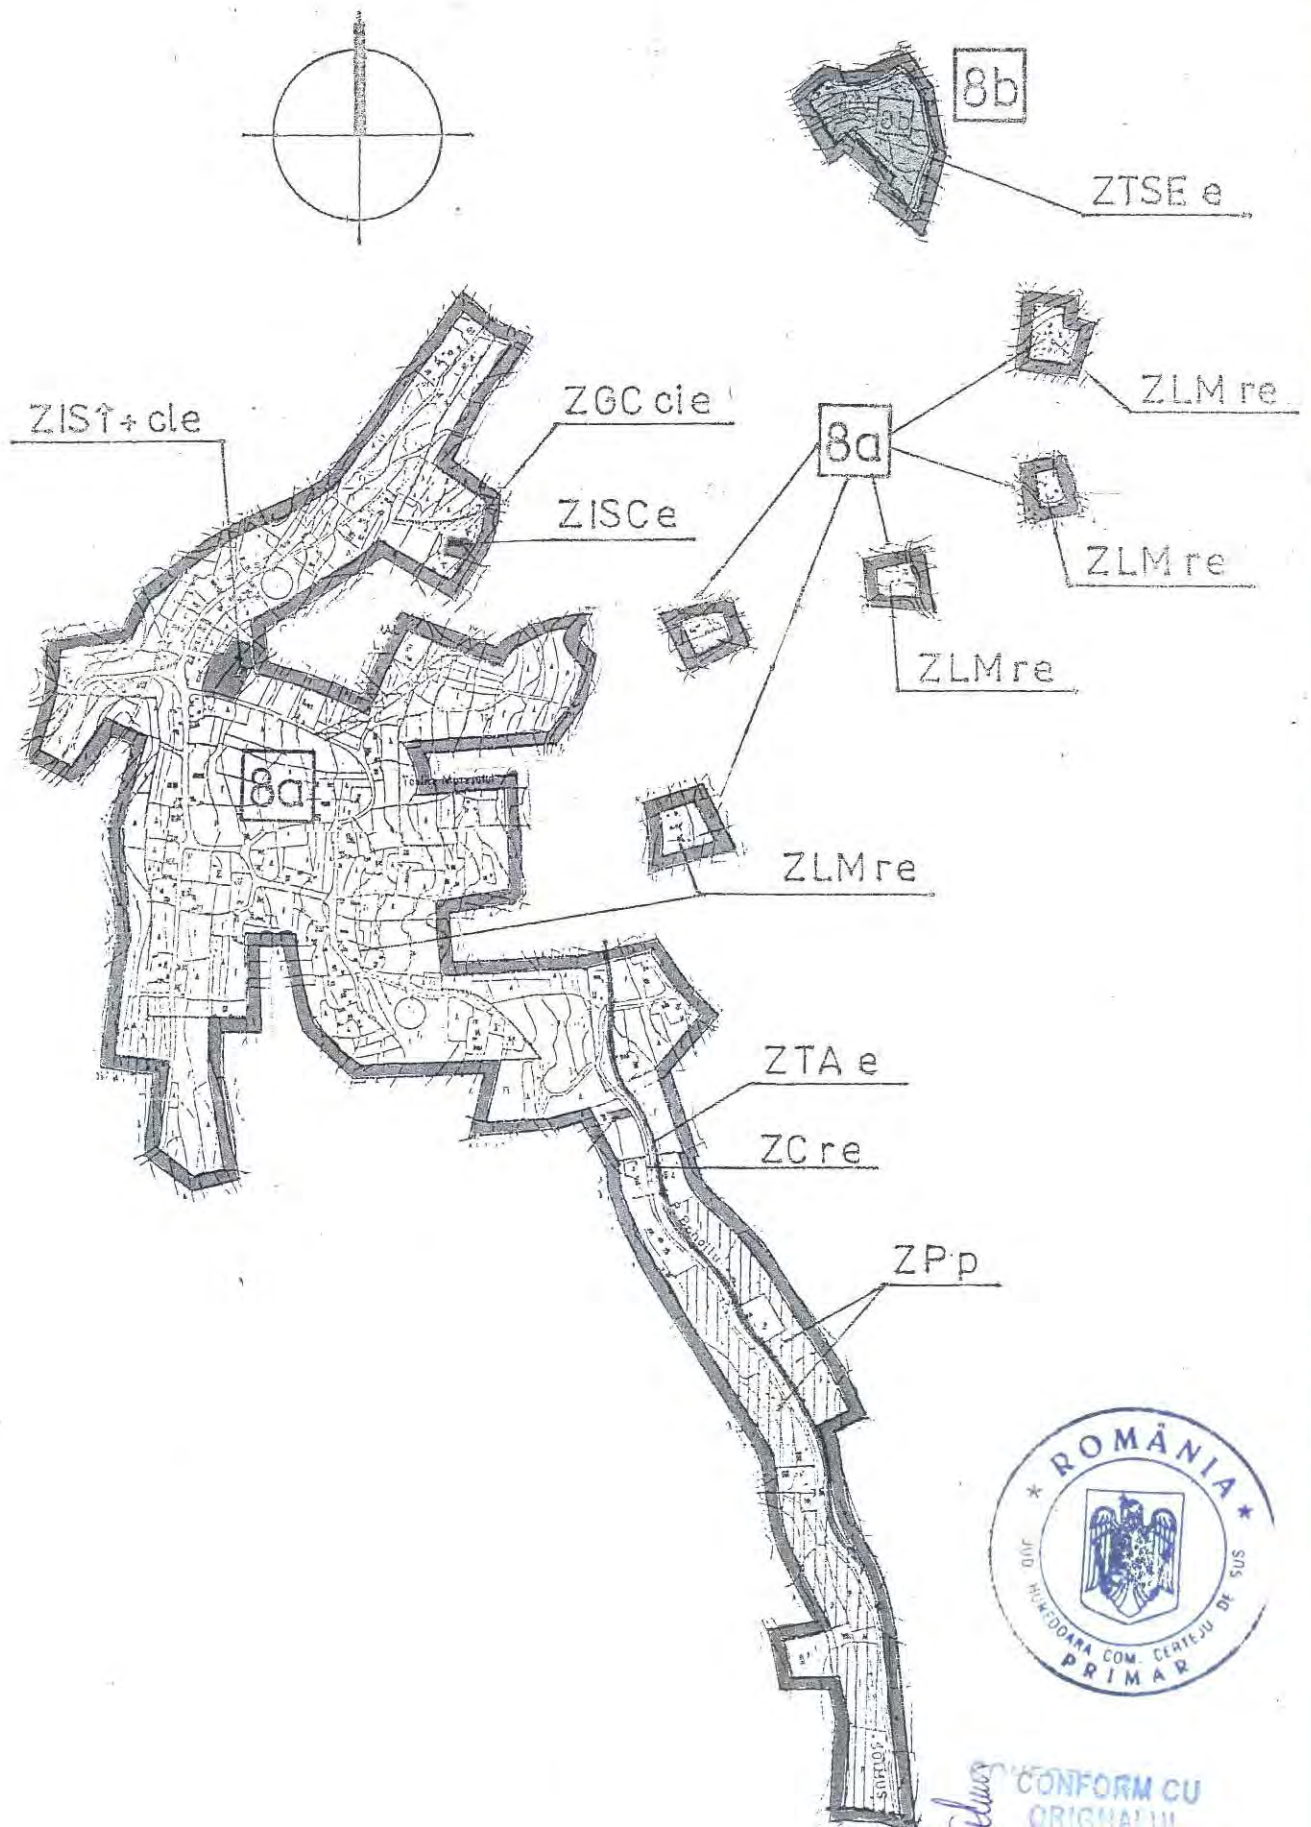 8b
ZTSE e
ZLM re
ZGC cie
ZIS↑+ cle
8a
ZISC e
ZLM re
ZLM re
8a
ZLM re
ZTA e
ZC re
ZP p
ROMÂNIA
JUD. HUNEDOARA COM. CERTEJU DE SUS
PRIMAR
CONFORM CU
ORIGINALUL